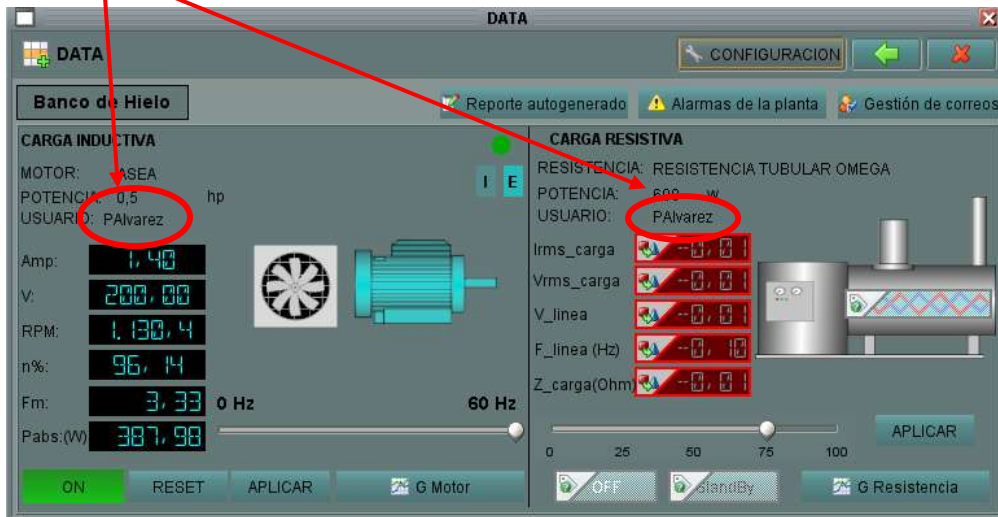 DATA
DATA
CONFIGURACION
Banco de Hielo
Reporte autogenerado
Alarmas de la planta
Gestión de correos
CARGA INDUCTIVA
MOTOR: ASEA
POTENCIA: 0,5 hp
USUARIO: PAlvarez
I E
Amp: 1,40
V: 200,00
RPM: 1.130,4
n%: 96,14
Fm: 3,33
Pabs:(W) 387,98
0 Hz 60 Hz
ON RESET APLICAR G Motor
CARGA RESISTIVA
RESISTENCIA: RESISTENCIA TUBULAR OMEGA
POTENCIA: 600 W
USUARIO: PAlvarez
Irms_carga --0,01
Vrms_carga --0,01
V_linea --0,01
F_linea (Hz) --0,10
Z_carga(Ohm) --0,01
0 25 50 75 100
APLICAR
OFF StandBy G Resistencia